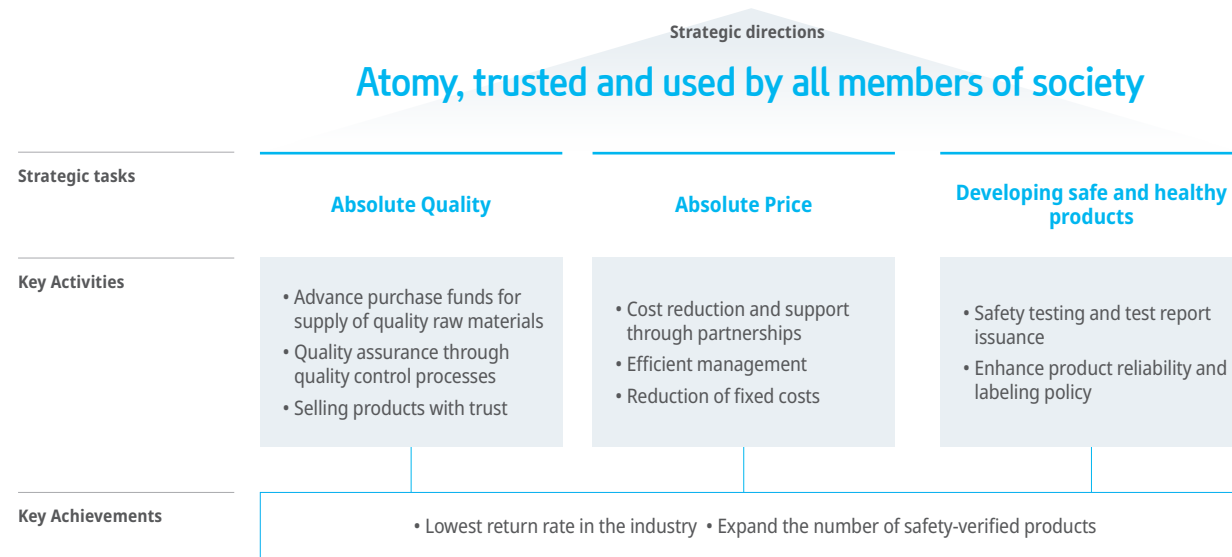 Strategic directions
Atomy, trusted and used by all members of society
Strategic tasks
Absolute Quality
Absolute Price
Developing safe and healthy
products
Key Activities
• Advance purchase funds for
supply of quality raw materials
• Quality assurance through
quality control processes
• Selling products with trust
• Cost reduction and support
through partnerships
• Efficient management
• Reduction of fixed costs
• Safety testing and test report
issuance
• Enhance product reliability and
labeling policy
Key Achievements
• Lowest return rate in the industry • Expand the number of safety-verified products